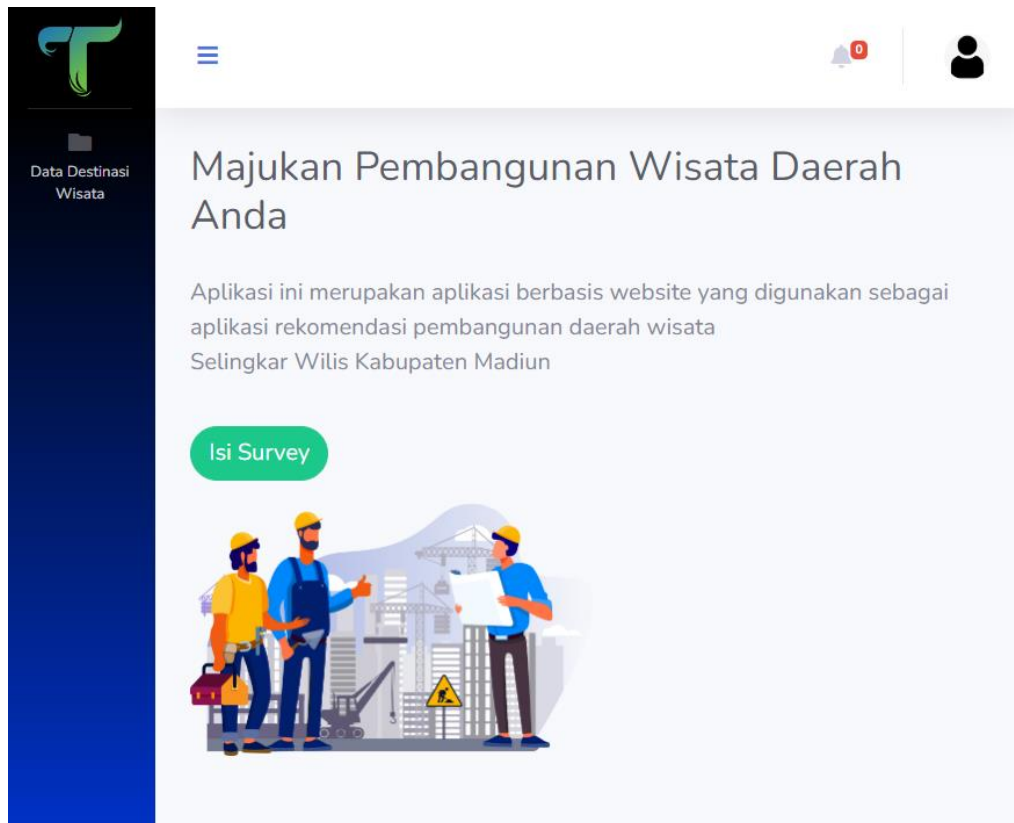 T
0
Data Destinasi
Wisata
Majukan Pembangunan Wisata Daerah
Anda
Aplikasi ini merupakan aplikasi berbasis website yang digunakan sebagai
aplikasi rekomendasi pembangunan daerah wisata
Selingkar Wilis Kabupaten Madiun
Isi Survey